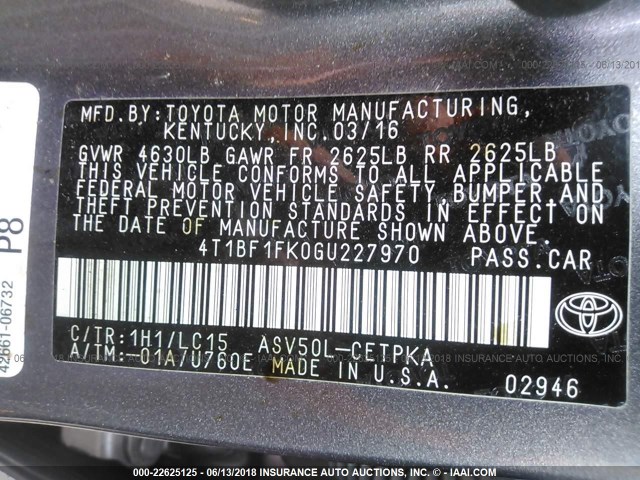 MFD.BY:TOYOTA MOTOR MANUFACTURING,
KENTUCKY,INC.03/16
GVWR 4630LB GAWR FR 2625LB RR 2625LB
THIS VEHICLE CONFORMS TO ALL APPLICABLE
FEDERAL MOTOR VEHICLE SAFETY,BUMPER,AND
THEFT PREVENTION STANDARDS IN EFFECT ON
THE DATE OF MANUFACTURE SHOWN ABOVE.
4T1BF1FK0GU227970 PASS.CAR
C/TR:1H1/LC15 ASV50L-CETPKA
A/TM:-01A/U760E MADE IN U.S.A.
02946
TOYOTA
P8
42661-06732
000-22625125 - 06/13/2018 INSURANCE AUTO AUCTIONS - IAAI.COM